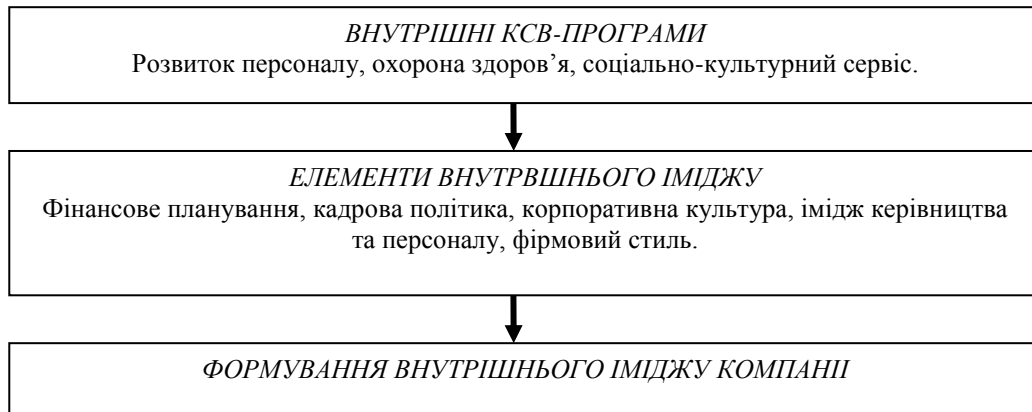 ВНУТРІШНІ КСВ-ПРОГРАМИ
Розвиток персоналу, охорона здоров’я, соціально-культурний сервіс.
ЕЛЕМЕНТИ ВНУТРВШНЬОГО ІМІДЖУ
Фінансове планування, кадрова політика, корпоративна культура, імідж керівництва
та персоналу, фірмовий стиль.
ФОРМУВАННЯ ВНУТРІШНЬОГО ІМІДЖУ КОМПАНІІ